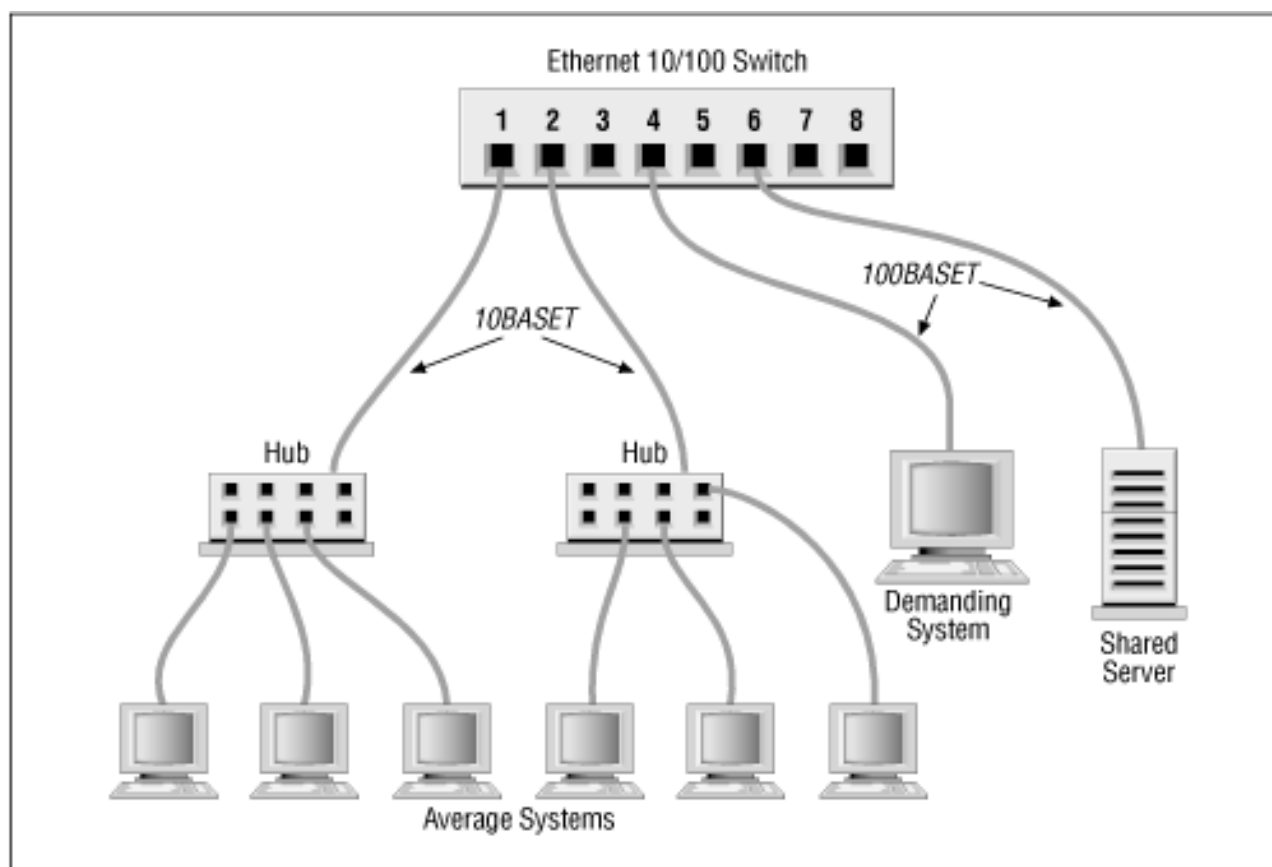 Ethernet 10/100 Switch
1 2 3 4 5 6 7 8
100BASET
10BASET
Hub
Hub
Demanding
System
Shared
Server
Average Systems